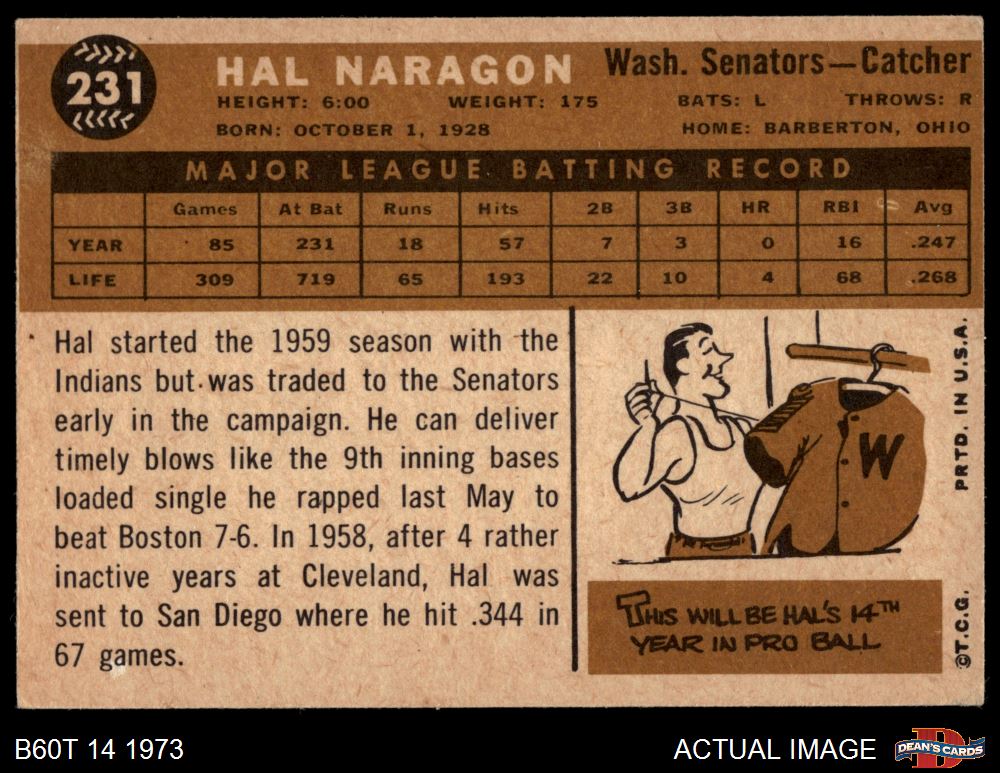 231
HAL NARAGON
Wash. Senators—Catcher
HEIGHT: 6:00 WEIGHT: 175 BATS: L THROWS: R
BORN: OCTOBER 1, 1928 HOME: BARBERTON, OHIO
MAJOR LEAGUE BATTING RECORD
Games At Bat Runs Hits 2B 3B HR RBI Avg
YEAR 85 231 18 57 7 3 0 16 .247
LIFE 309 719 65 193 22 10 4 68 .268
Hal started the 1959 season with the
Indians but was traded to the Senators
early in the campaign. He can deliver
timely blows like the 9th inning bases
loaded single he rapped last May to
beat Boston 7-6. In 1958, after 4 rather
inactive years at Cleveland, Hal was
sent to San Diego where he hit .344 in
67 games.
W
THIS WILL BE HAL'S 14TH
YEAR IN PRO BALL
©T.C.G. PRTD. IN U.S.A.
B60T 14 1973
ACTUAL IMAGE
D
DEAN'S CARDS